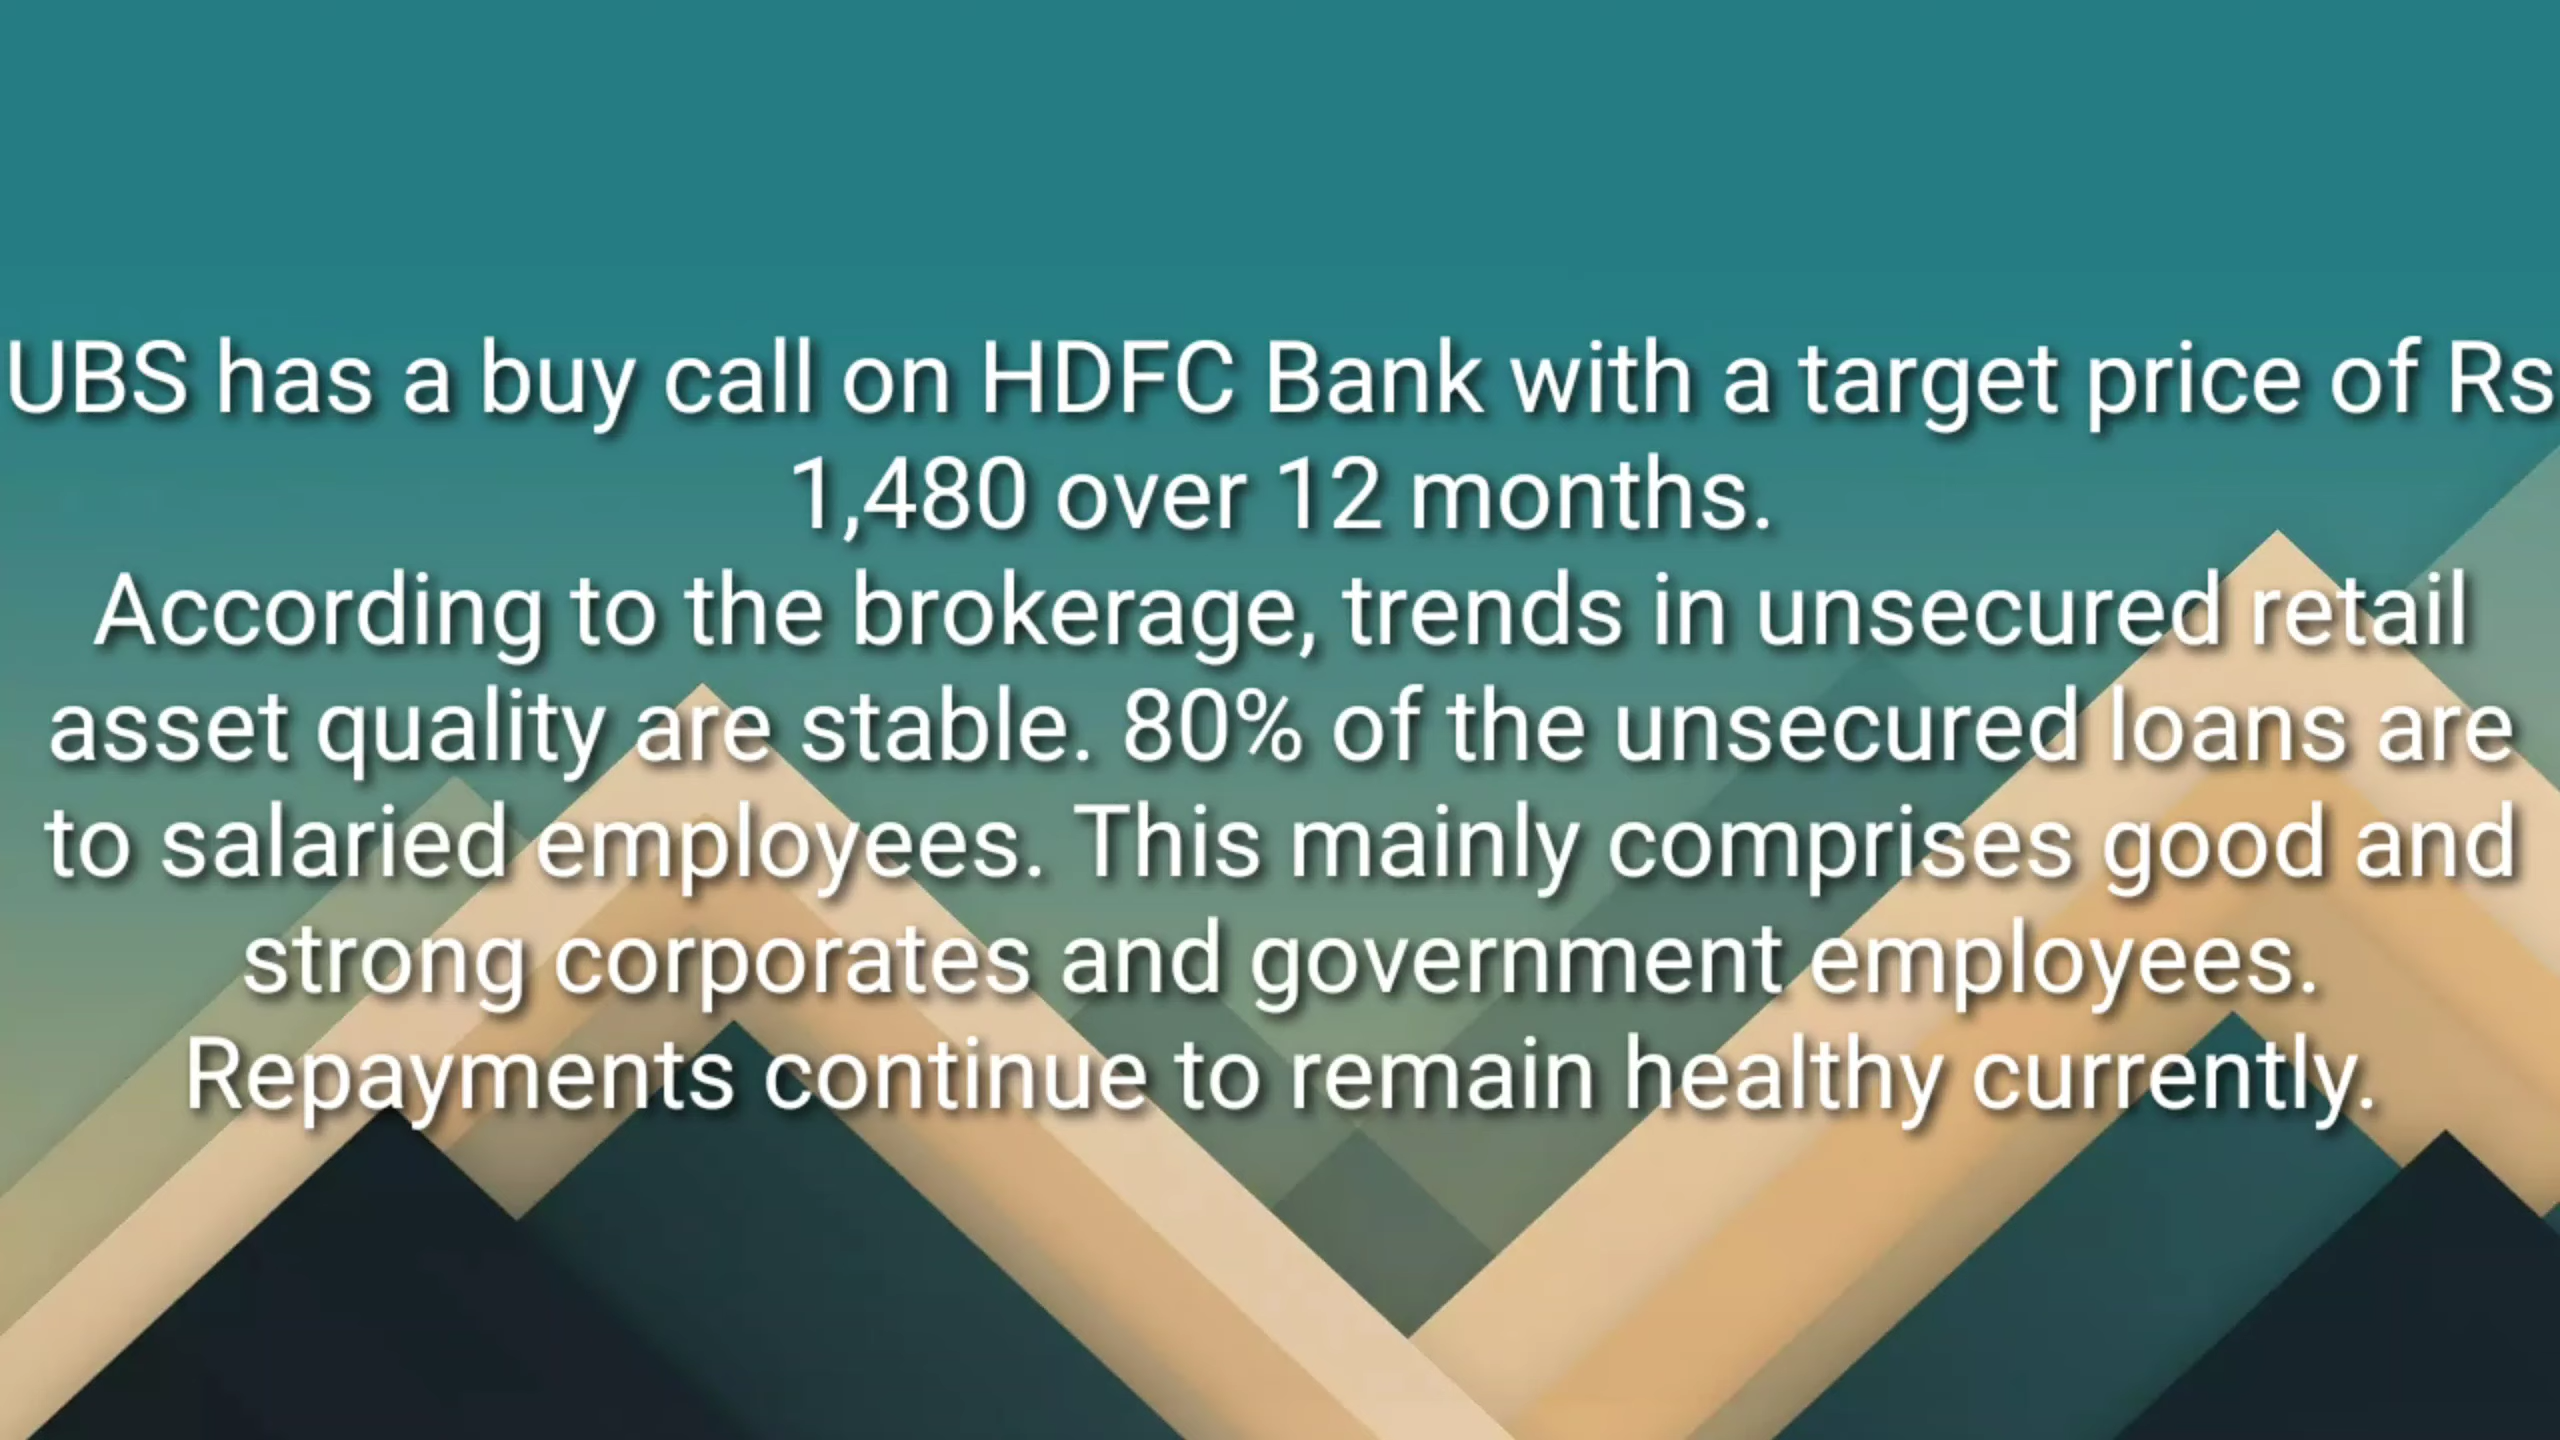 UBS has a buy call on HDFC Bank with a target price of Rs
1,480 over 12 months.
According to the brokerage, trends in unsecured retail
asset quality are stable. 80% of the unsecured loans are
to salaried employees. This mainly comprises good and
strong corporates and government employees.
Repayments continue to remain healthy currently.